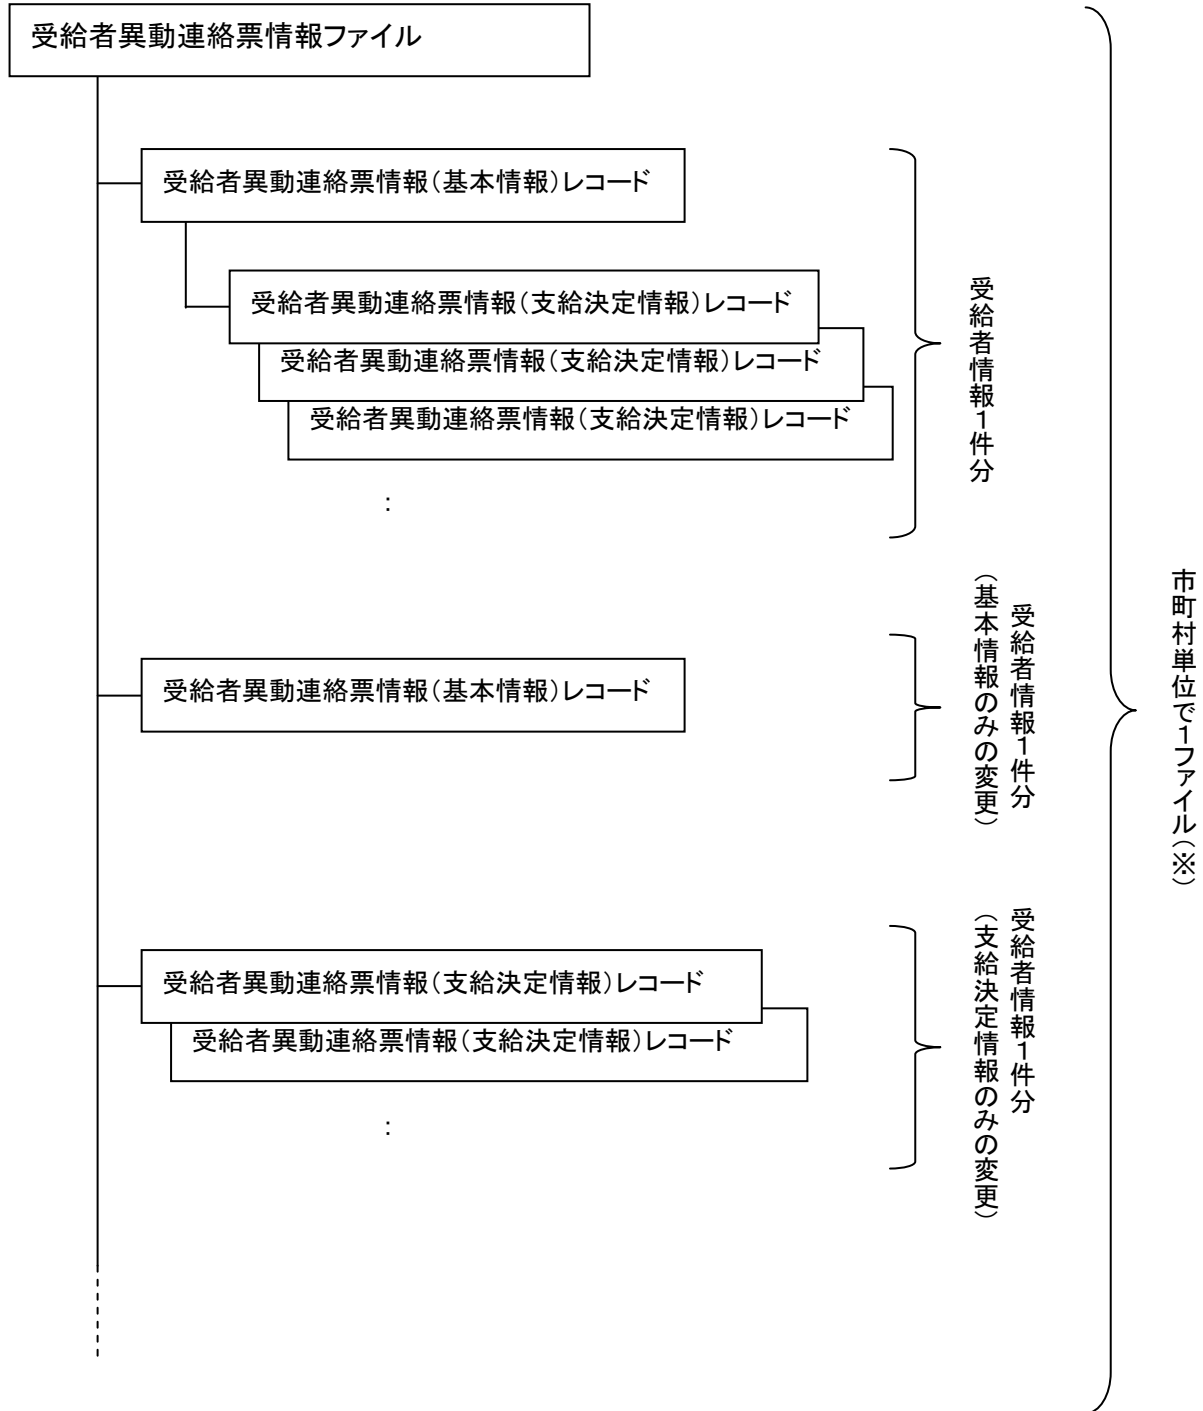 受給者異動連絡票情報ファイル
受給者異動連絡票情報(基本情報)レコード
受給者異動連絡票情報(支給決定情報)レコード
受給者異動連絡票情報(支給決定情報)レコード
受給者異動連絡票情報(支給決定情報)レコード
:
受給者情報1件分
受給者異動連絡票情報(基本情報)レコード
受給者情報1件分
(基本情報のみの変更)
受給者異動連絡票情報(支給決定情報)レコード
受給者異動連絡票情報(支給決定情報)レコード
:
受給者情報1件分
(支給決定情報のみの変更)
市町村単位で1ファイル(※)